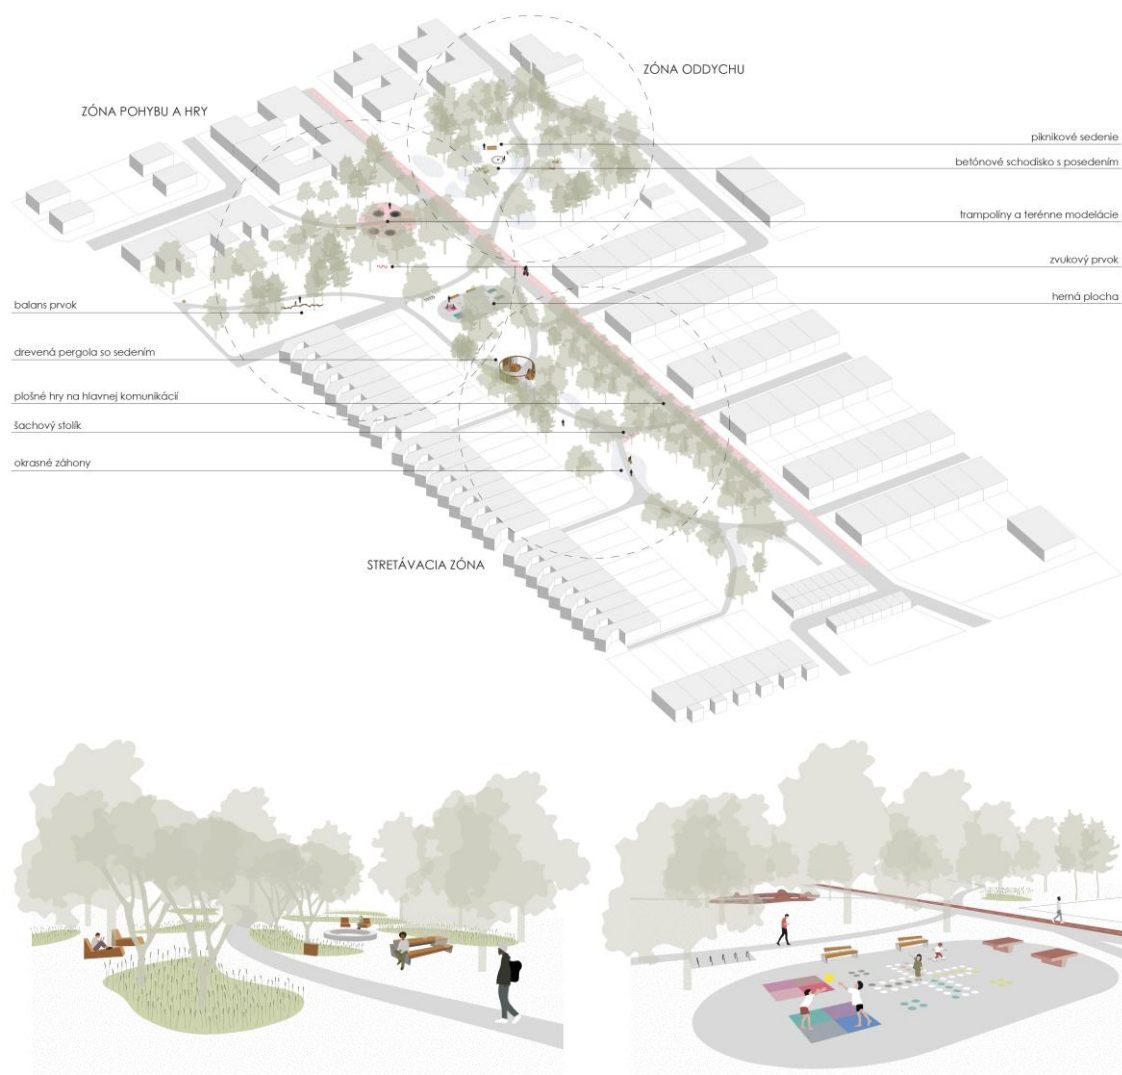 ZÓNA ODDYCHU
ZÓNA POHYBU A HRY
piknikové sedenie
betónové schodisko s posedením
trampolíny a terénne modelácie
zvukový prvok
herná plocha
balans prvok
drevená pergola so sedením
plošné hry na hlavnej komunikácií
šachový stolík
okrasné záhony
STRETÁVACIA ZÓNA